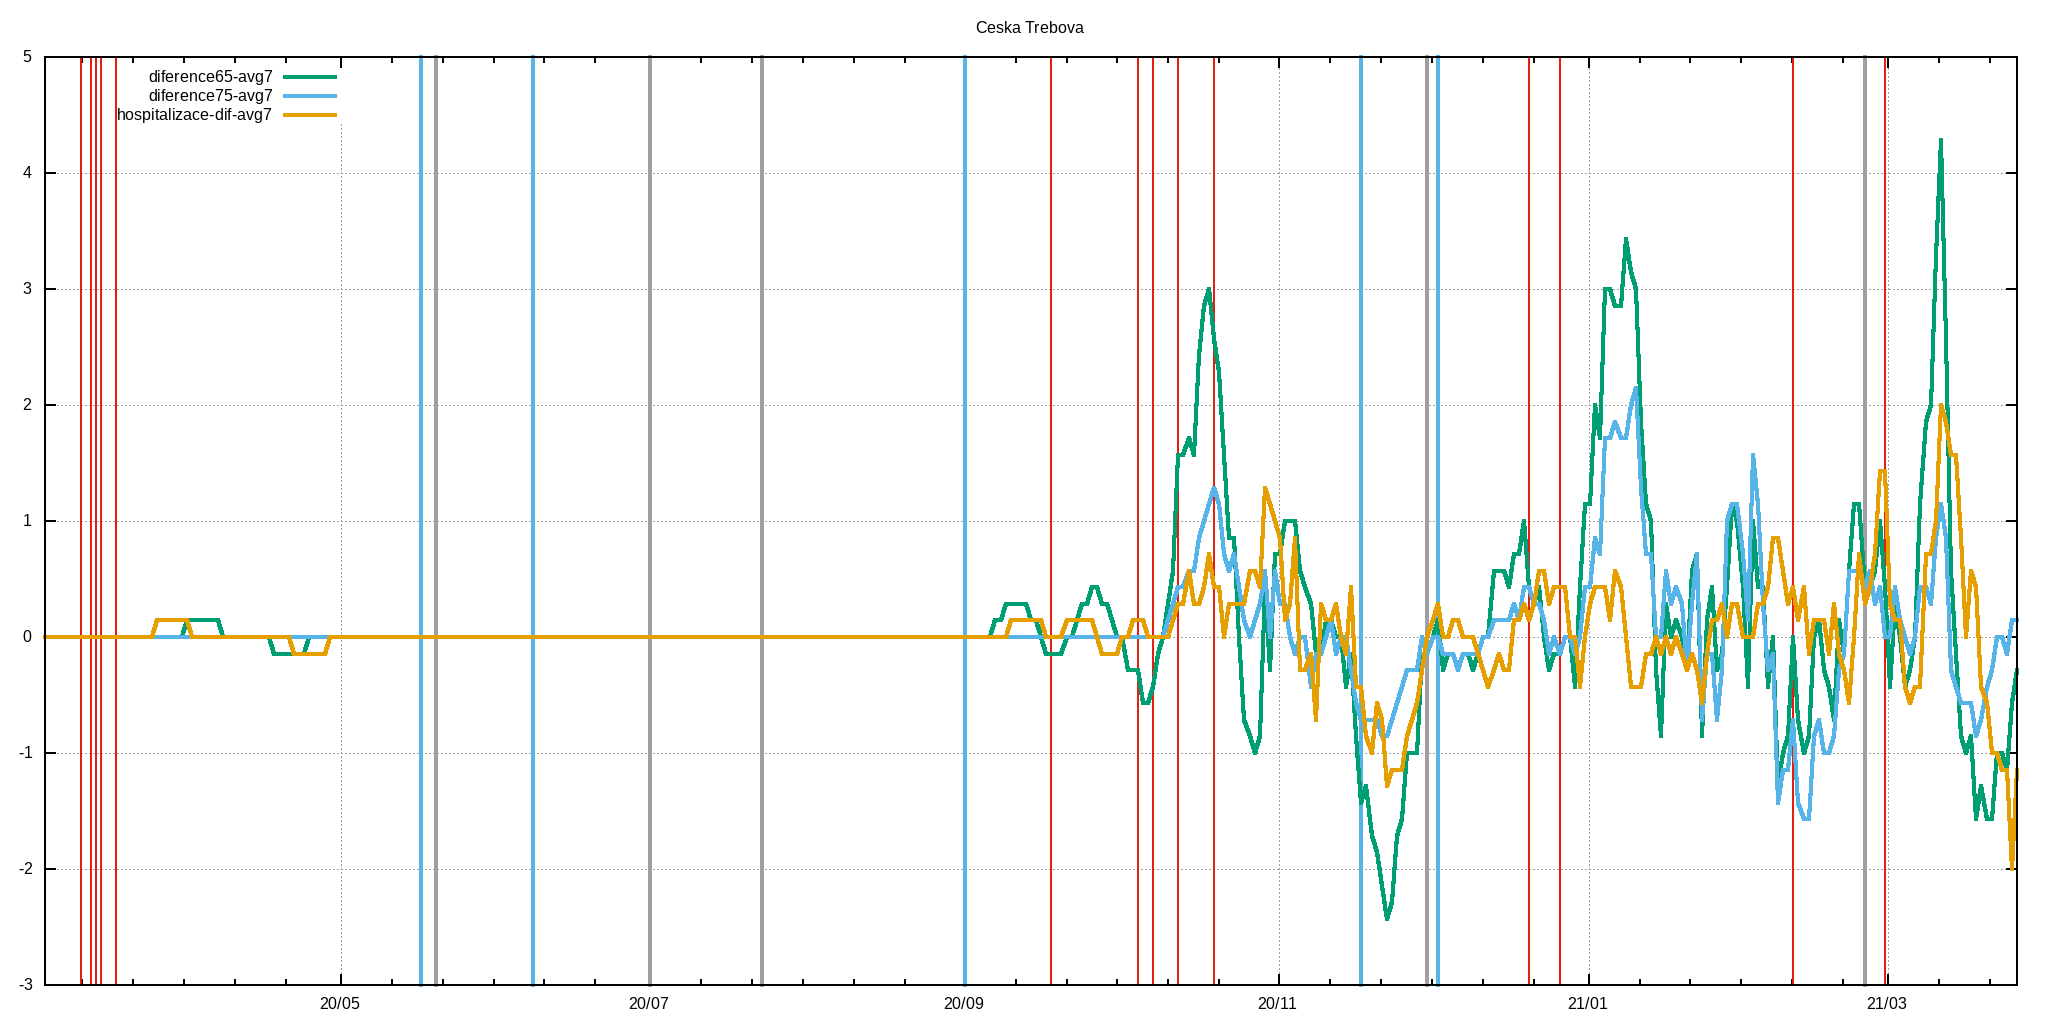 Ceska Trebova
5
diference65-avg7
diference75-avg7
hospitalizace-dif-avg7
4
3
2
1
0
-1
-2
-3
20/05 20/07 20/09 20/11 21/01 21/03